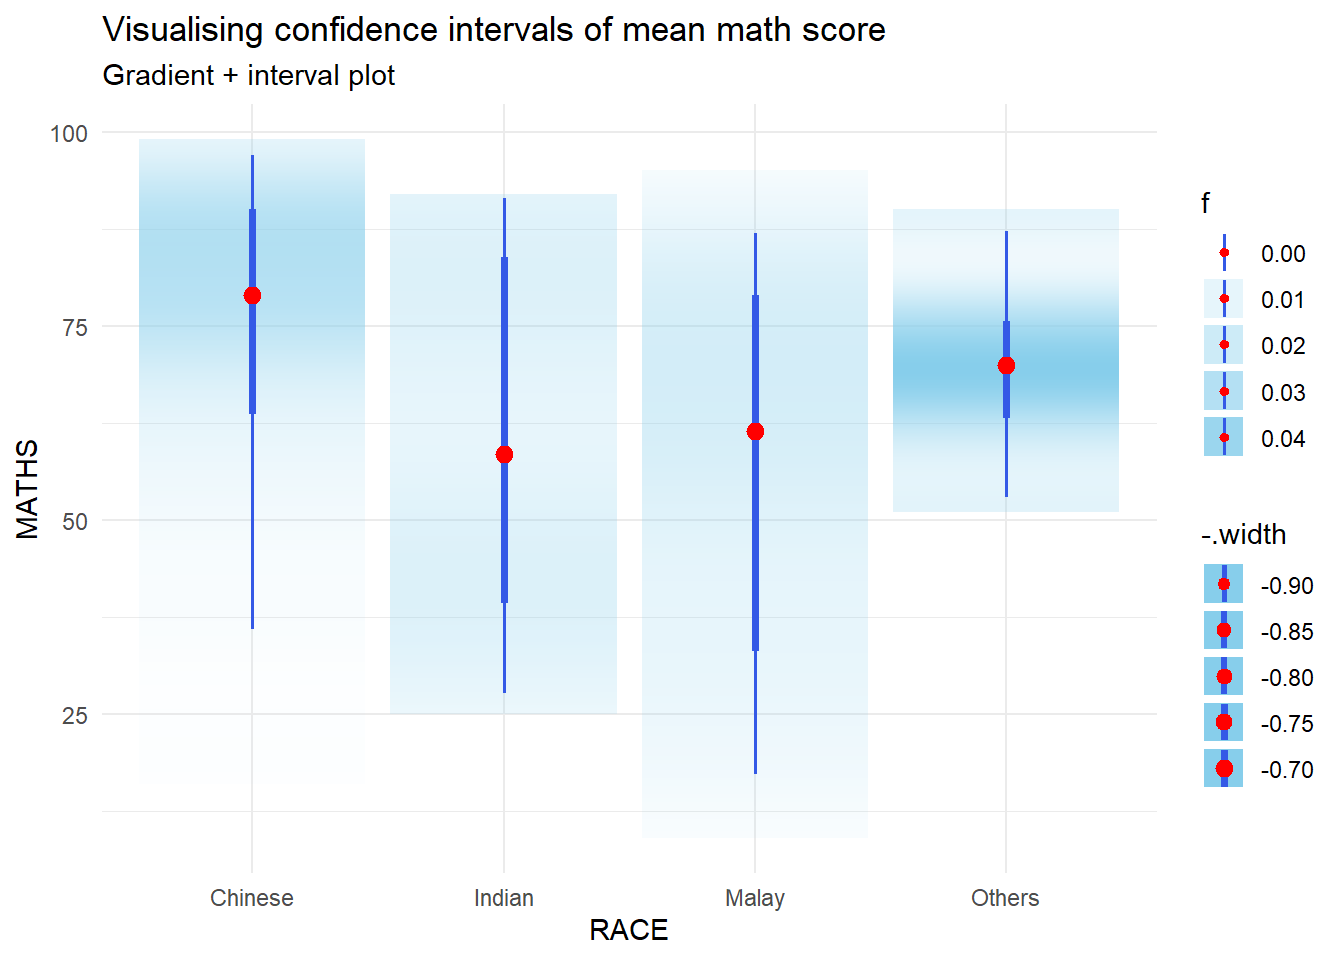 Visualising confidence intervals of mean math score
Gradient + interval plot
100
75
50
25
MATHS
Chinese
Indian
Malay
Others
RACE
f
0.00
0.01
0.02
0.03
0.04
-.width
-0.90
-0.85
-0.80
-0.75
-0.70